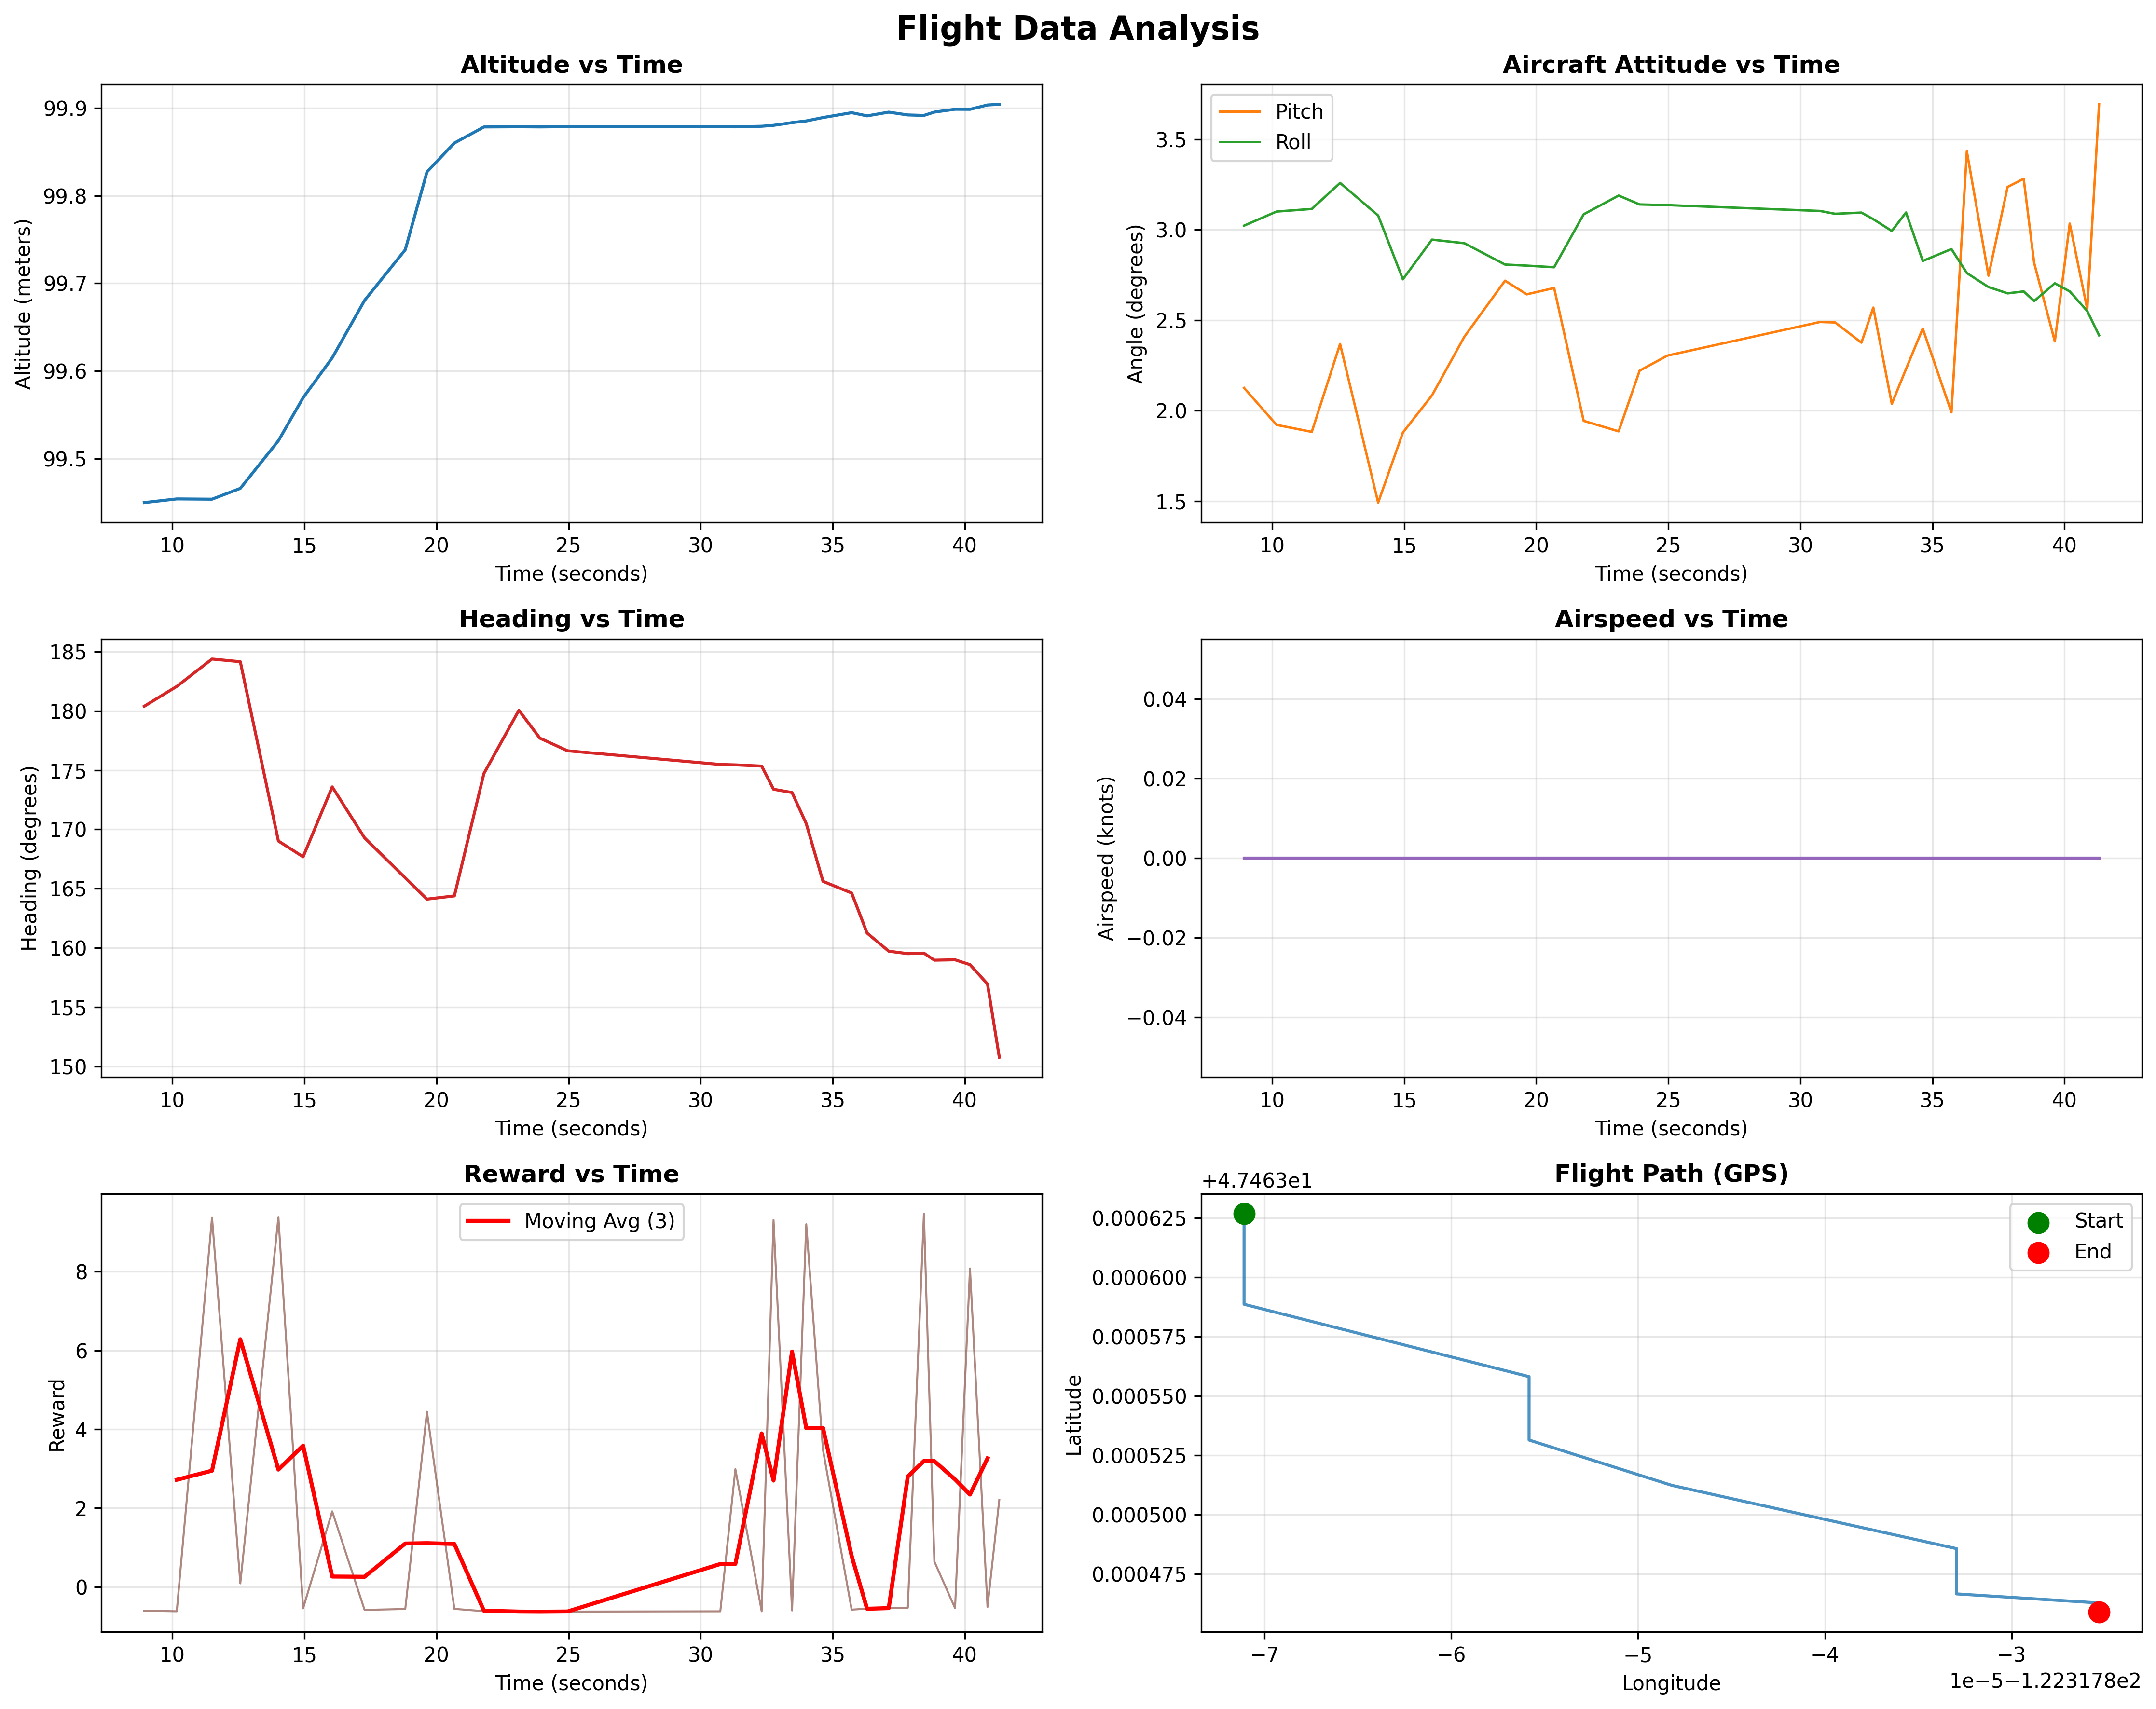 Flight Data Analysis
Altitude vs Time
99.9
99.8
99.7
99.6
99.5
Altitude (meters)
10 15 20 25 30 35 40
Time (seconds)
Aircraft Attitude vs Time
Pitch
Roll
3.5
3.0
2.5
2.0
1.5
Angle (degrees)
10 15 20 25 30 35 40
Time (seconds)
Heading vs Time
185
180
175
170
165
160
155
150
Heading (degrees)
10 15 20 25 30 35 40
Time (seconds)
Airspeed vs Time
0.04
0.02
0.00
−0.02
−0.04
Airspeed (knots)
10 15 20 25 30 35 40
Time (seconds)
Reward vs Time
Moving Avg (3)
8
6
4
2
0
Reward
10 15 20 25 30 35 40
Time (seconds)
Flight Path (GPS)
+4.7463e1
Start
End
0.000625
0.000600
0.000575
0.000550
0.000525
0.000500
0.000475
Latitude
−7 −6 −5 −4 −3
1e−5−1.223178e2
Longitude